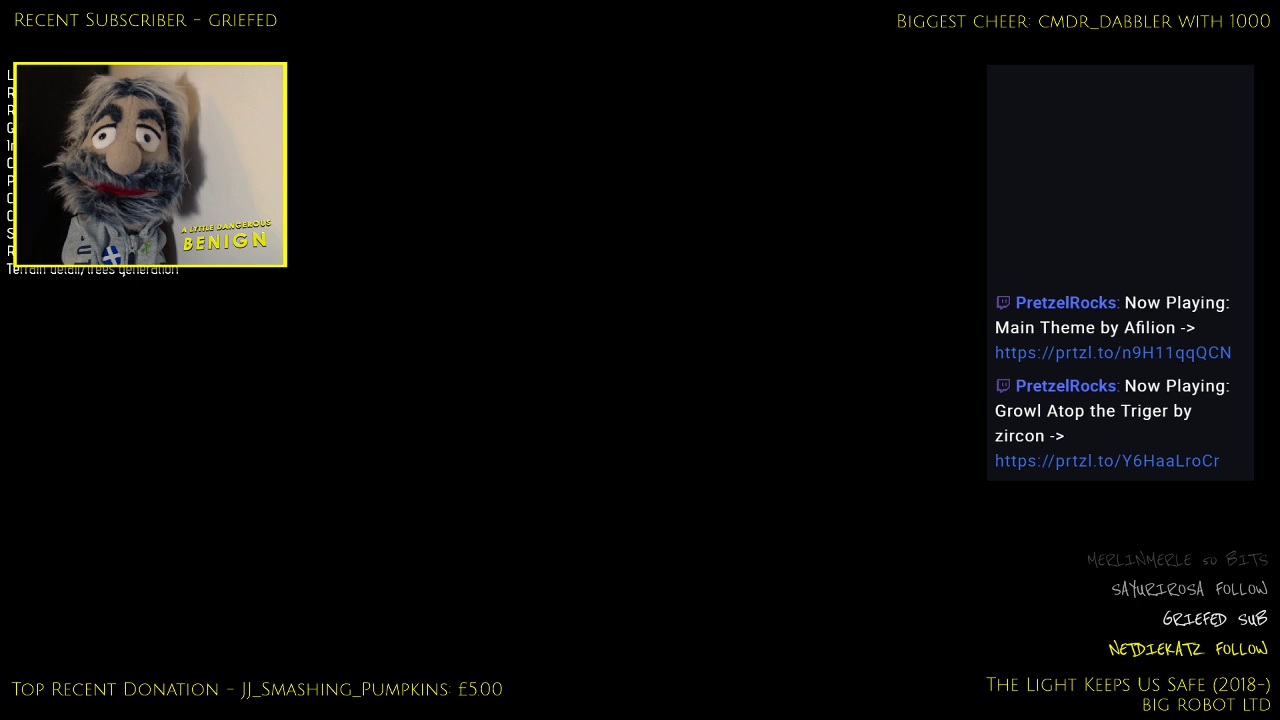 Recent Subscriber - griefed
Biggest cheer: cmdr_dabbler with 1000
A LITTLE DANGEROUS
BENIGN
Terrain detail/trees generation
PretzelRocks: Now Playing:
Main Theme by Afilion ->
https://prtzl.to/n9H11qqQCN
PretzelRocks: Now Playing:
Growl Atop the Triger by
zircon ->
https://prtzl.to/Y6HaaLroCr
MERLINMERLE 50 BITS
SAYURIROSA FOLLOW
GRIEFED SUB
NETDIEKATZ FOLLOW
Top Recent Donation - JJ_Smashing_Pumpkins: £5.00
The Light Keeps Us Safe (2018-)
BIG ROBOT LTD